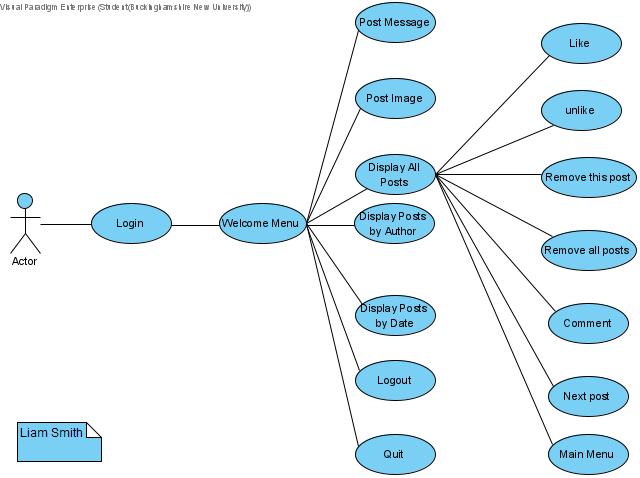 Visual Paradigm Enterprise (Student(Buckinghamshire New University))
Post Message
Like
Post Image
unlike
Display All
Posts
Remove this post
Actor
Login
Welcome Menu
Display Posts
by Author
Remove all posts
Display Posts
by Date
Comment
Logout
Next post
Liam Smith
Quit
Main Menu